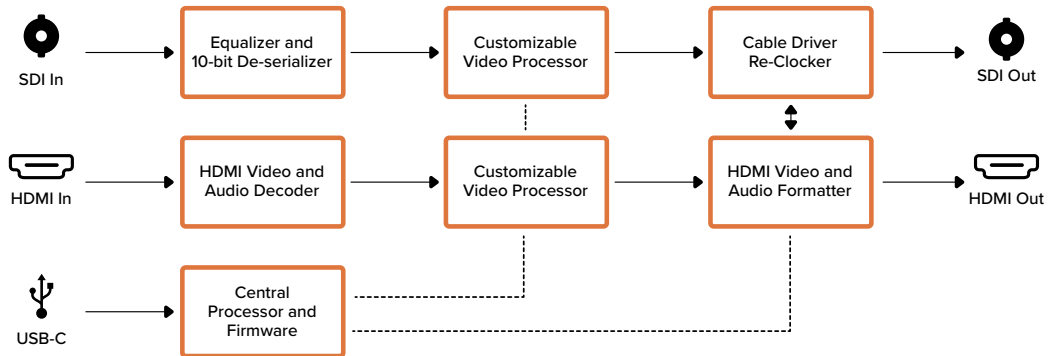 SDI In
Equalizer and
10-bit De-serializer
Customizable
Video Processor
Cable Driver
Re-Clocker
SDI Out
HDMI In
HDMI Video and
Audio Decoder
Customizable
Video Processor
HDMI Video and
Audio Formatter
HDMI Out
USB-C
Central
Processor and
Firmware